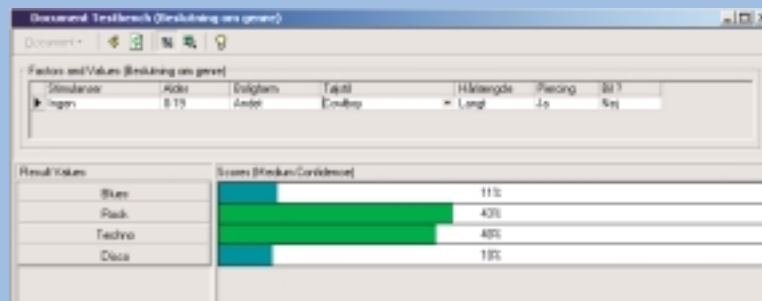 Document Testbench (Beslutning om genre)
Document
Factors and Values (Beslutning om genre)
Stimulanser Alder Boligform Tøjstil Hårlængde Piercing Bil ?
Ingen 0-19 Andet Cowboy Langt Ja Nej
Result Values Scores (Medium Confidence)
Blues 11%
Rock 43%
Techno 40%
Disco 10%